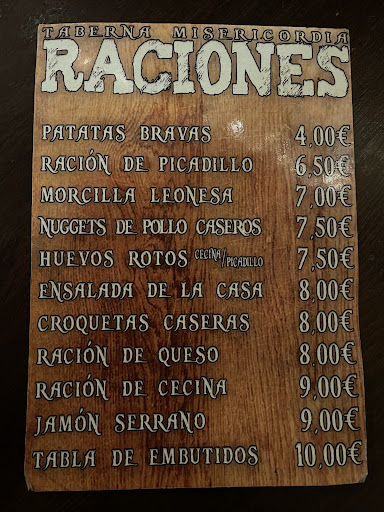 TABERNA MISERICORDIA
RACIONES
PATATAS BRAVAS 4,00€
RACIÓN DE PICADILLO 6,50€
MORCILLA LEONESA 7,00€
NUGGETS DE POLLO CASEROS 7,50€
HUEVOS ROTOS CECINA/PICADILLO 7,50€
ENSALADA DE LA CASA 8,00€
CROQUETAS CASERAS 8,00€
RACIÓN DE QUESO 8,00€
RACIÓN DE CECINA 9,00€
JAMÓN SERRANO 9,00€
TABLA DE EMBUTIDOS 10,00€